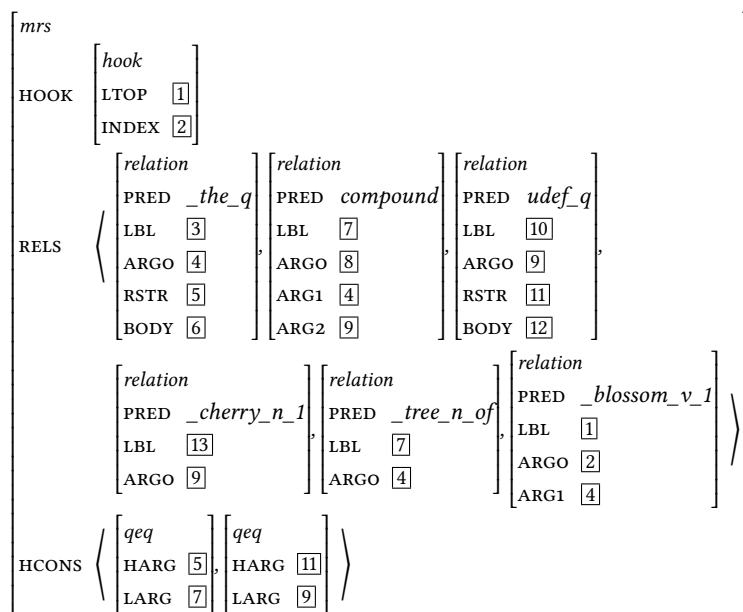 mrs
HOOK
hook
LTOP 1
INDEX 2
RELS
relation
PRED _the_q
LBL 3
ARG0 4
RSTR 5
BODY 6
,
relation
PRED compound
LBL 7
ARG0 8
ARG1 4
ARG2 9
,
relation
PRED udef_q
LBL 10
ARG0 9
RSTR 11
BODY 12
,
relation
PRED _cherry_n_1
LBL 13
ARG0 9
,
relation
PRED _tree_n_of
LBL 7
ARG0 4
,
relation
PRED _blossom_v_1
LBL 1
ARG0 2
ARG1 4
HCONS
qeq
HARG 5
LARG 7
,
qeq
HARG 11
LARG 9